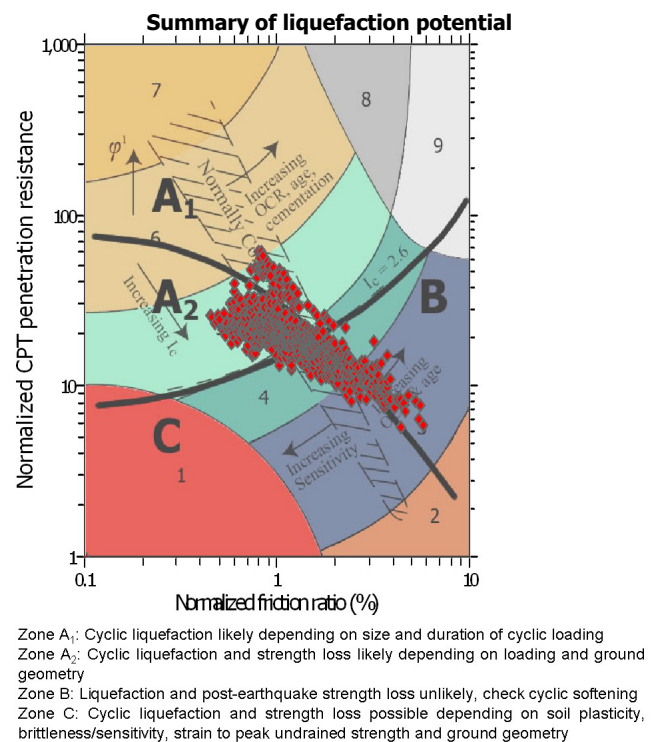 Summary of liquefaction potential
Normalized CPT penetration resistance
1,000
100
10
1
7
8
9
φ'
Increasing
OCR, age,
cementation
Normally
A1
6
Ic = 2.6
A2
B
Increasing Ic
4
C
Increasing
Sensitivity
& age
1
2
0.1
1
10
Normalized friction ratio (%)
Zone A1: Cyclic liquefaction likely depending on size and duration of cyclic loading
Zone A2: Cyclic liquefaction and strength loss likely depending on loading and ground
geometry
Zone B: Liquefaction and post-earthquake strength loss unlikely, check cyclic softening
Zone C: Cyclic liquefaction and strength loss possible depending on soil plasticity,
brittleness/sensitivity, strain to peak undrained strength and ground geometry